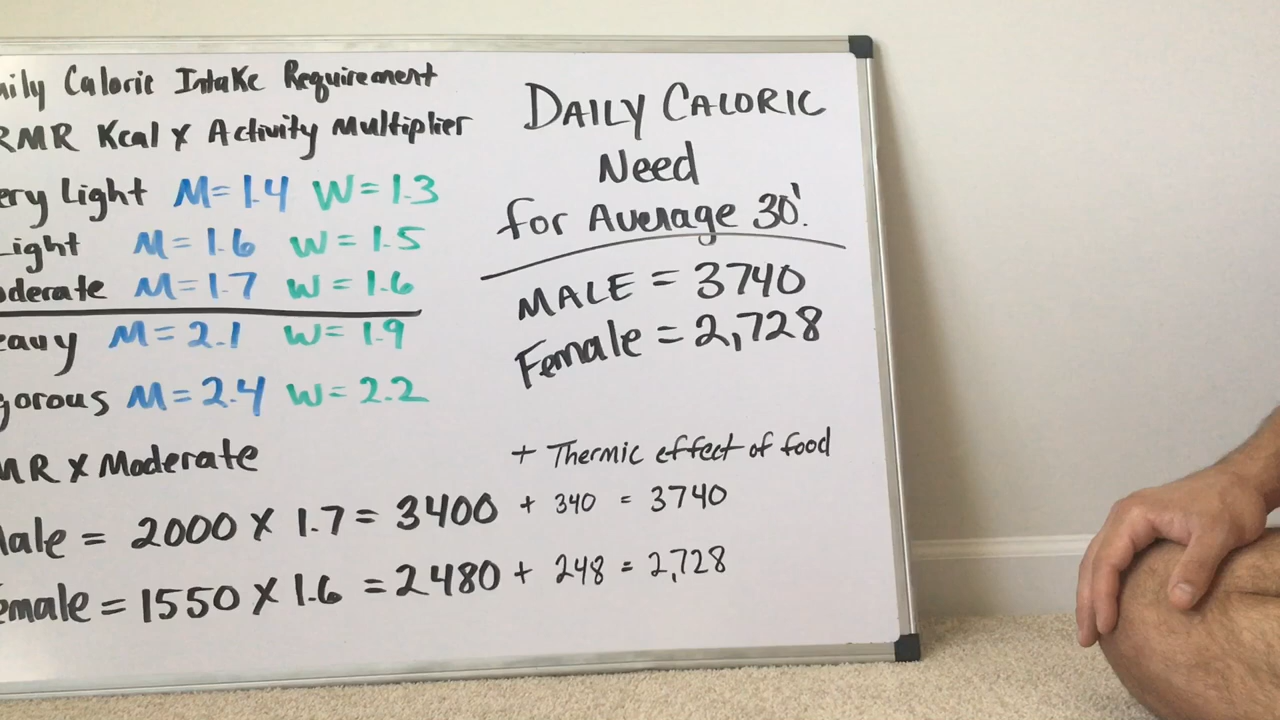 ily Caloric Intake Requirement
RMR Kcal x Activity Multiplier
ery Light M=1.4 W=1.3
Light M=1.6 W=1.5
oderate M=1.7 W=1.6
eavy M=2.1 W=1.9
gorous M=2.4 W=2.2
MR x Moderate
Male = 2000 x 1.7 = 3400 + 340 = 3740
emale = 1550 x 1.6 = 2480 + 248 = 2,728
DAILY CALORIC
Need
for Average 30'.
MALE = 3740
Female = 2,728
+ Thermic effect of food